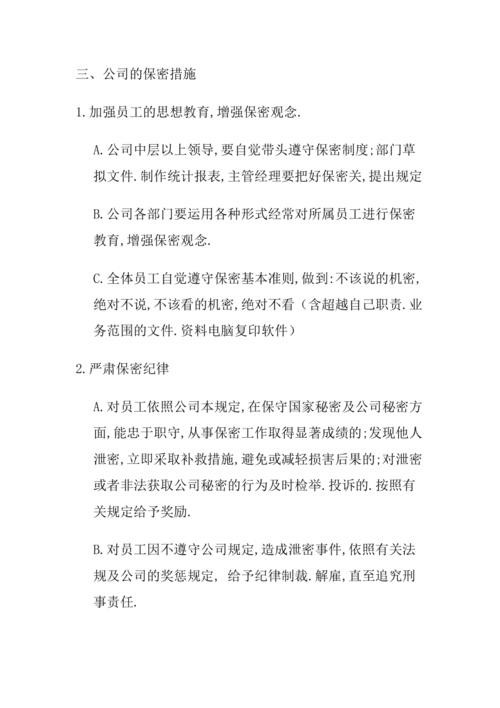 三、公司的保密措施
1.加强员工的思想教育,增强保密观念.
A.公司中层以上领导,要自觉带头遵守保密制度;部门草
拟文件.制作统计报表,主管经理要把好保密关,提出规定
B.公司各部门要运用各种形式经常对所属员工进行保密
教育,增强保密观念.
C.全体员工自觉遵守保密基本准则,做到:不该说的机密,
绝对不说,不该看的机密,绝对不看（含超越自己职责.业
务范围的文件.资料电脑复印软件）
2.严肃保密纪律
A.对员工依照公司本规定,在保守国家秘密及公司秘密方
面,能忠于职守,从事保密工作取得显著成绩的;发现他人
泄密,立即采取补救措施,避免或减轻损害后果的;对泄密
或者非法获取公司秘密的行为及时检举.投诉的.按照有
关规定给予奖励.
B.对员工因不遵守公司规定,造成泄密事件,依照有关法
规及公司的奖惩规定, 给予纪律制裁.解雇,直至追究刑
事责任.